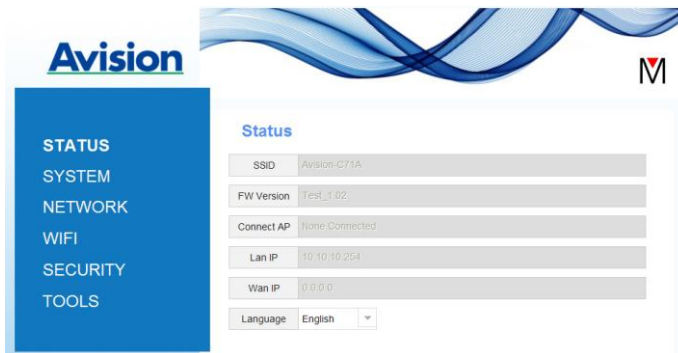 Avision
M
STATUS
SYSTEM
NETWORK
WIFI
SECURITY
TOOLS
Status
SSID Avision-C71A
FW Version Test_1.02
Connect AP None Connected
Lan IP 10.10.10.254
Wan IP 0.0.0.0
Language English